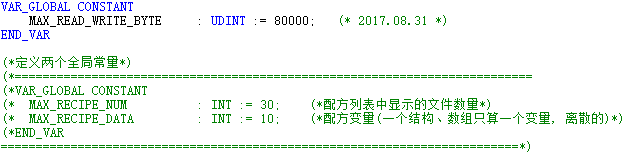 VAR_GLOBAL CONSTANT
    MAX_READ_WRITE_BYTE     : UDINT := 80000;   (* 2017.08.31 *)
END_VAR

(*定义两个全局常量*)
(*==========================================================================
(*VAR_GLOBAL CONSTANT
(*  MAX_RECIPE_NUM          : INT := 30;    (*配方列表中显示的文件数量*)
(*  MAX_RECIPE_DATA         : INT := 10;    (*配方变量(一个结构、数组只算一个变量, 离散的)*)
(*END_VAR
==========================================================================*)